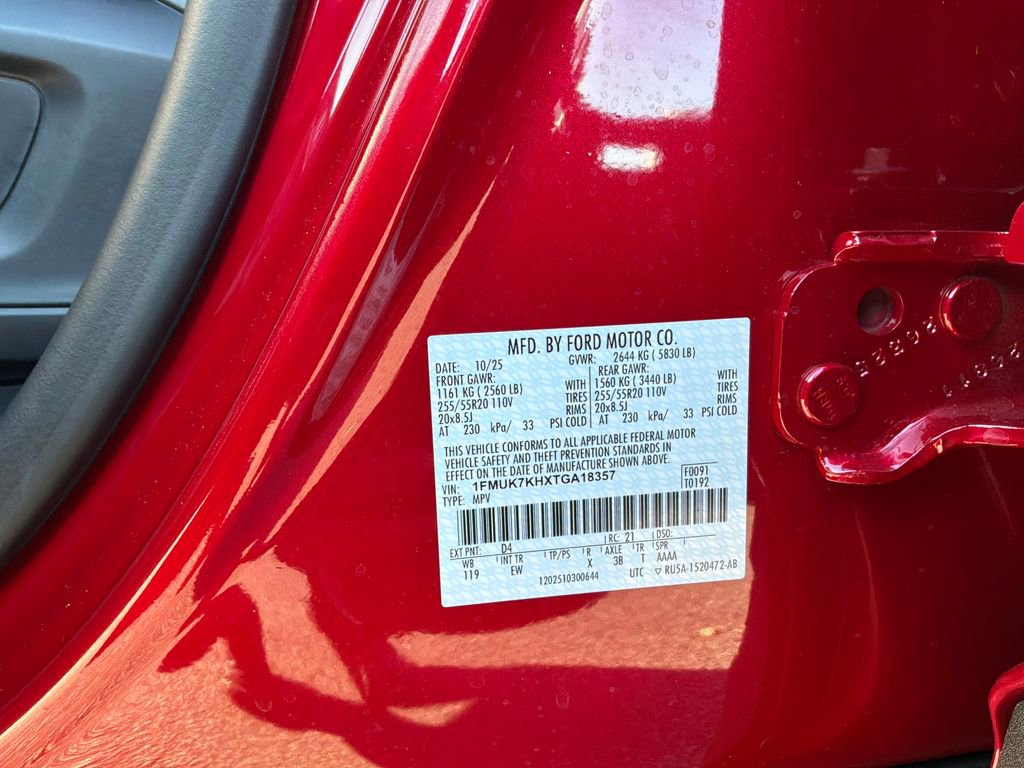 MFD. BY FORD MOTOR CO.
DATE: 10/25 GVWR: 2644 KG ( 5830 LB)
FRONT GAWR: REAR GAWR:
1161 KG ( 2560 LB) WITH 1560 KG ( 3440 LB) WITH
255/55R20 110V TIRES 255/55R20 110V TIRES
20x8.5J RIMS 20x8.5J RIMS
AT 230 kPa/ 33 PSI COLD AT 230 kPa/ 33 PSI COLD
THIS VEHICLE CONFORMS TO ALL APPLICABLE FEDERAL MOTOR
VEHICLE SAFETY AND THEFT PREVENTION STANDARDS IN
EFFECT ON THE DATE OF MANUFACTURE SHOWN ABOVE.
VIN: 1FMUK7KHXTGA18357 F0091
TYPE: MPV T0192
EXT PNT: D4 RC: 21 DSO:
WB INT TR TP/PS R AXLE TR SPR
119 EW X 3B T AAAA
1202510300644 UTC ▽ RU5A-1520472-AB